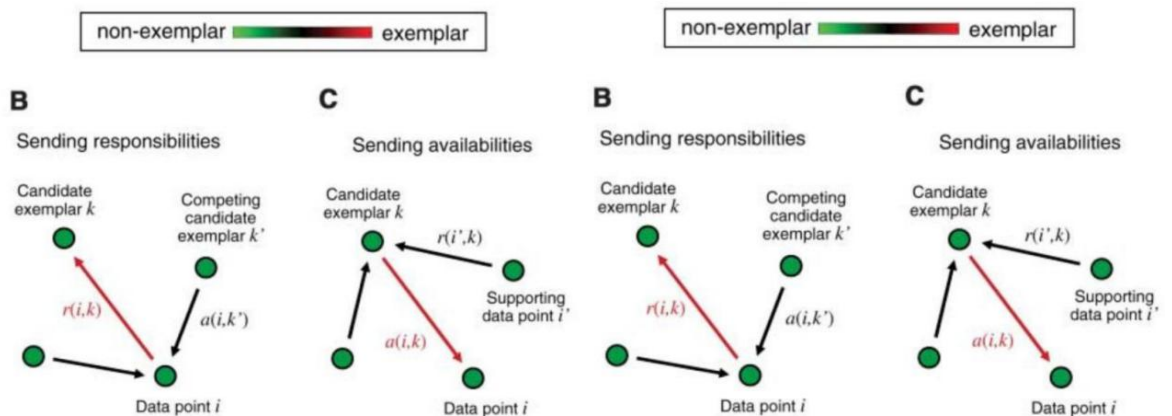 non-exemplar exemplar
B
Sending responsibilities
Candidate
exemplar k
Competing
candidate
exemplar k'
r(i,k)
a(i,k')
Data point i
C
Sending availabilities
Candidate
exemplar k
r(i',k)
Supporting
data point i'
a(i,k)
Data point i
non-exemplar exemplar
B
Sending responsibilities
Candidate
exemplar k
Competing
candidate
exemplar k'
r(i,k)
a(i,k')
Data point i
C
Sending availabilities
Candidate
exemplar k
r(i',k)
Supporting
data point i'
a(i,k)
Data point i